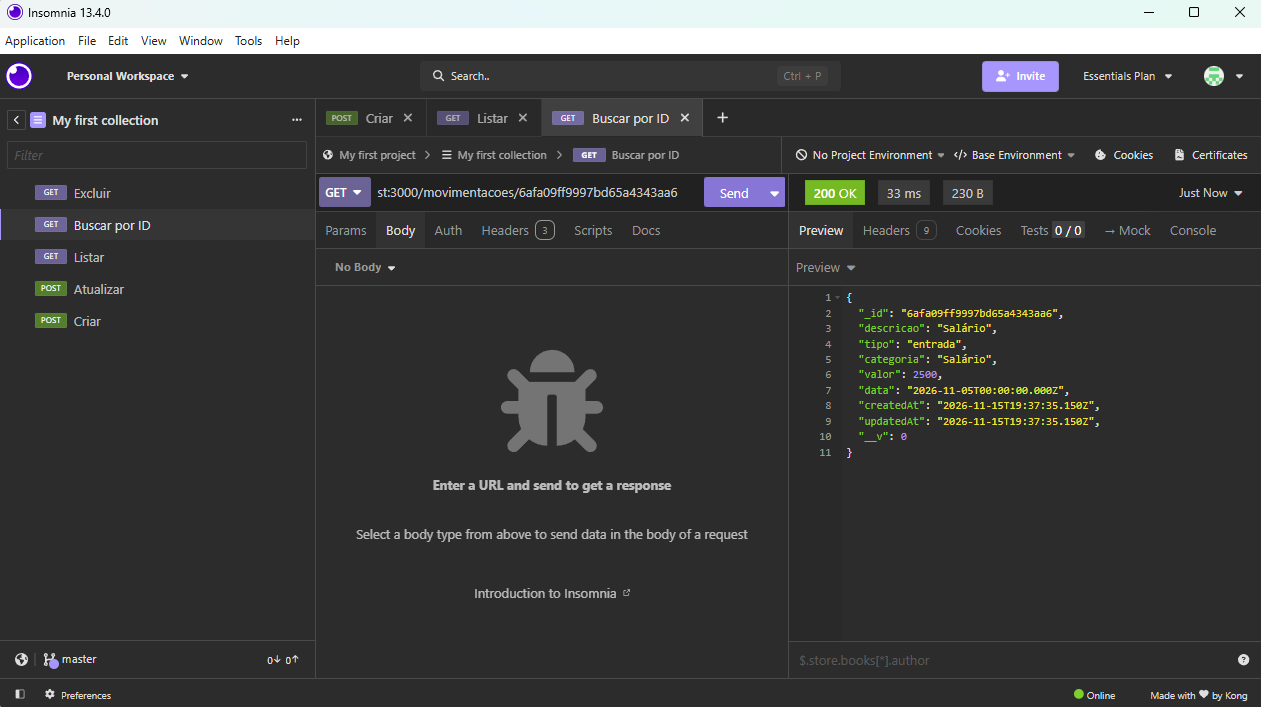 Insomnia 13.4.0
Application File Edit View Window Tools Help
Personal Workspace
Search..
Ctrl + P
Invite
Essentials Plan
My first collection
Filter
GET Excluir
GET Buscar por ID
GET Listar
POST Atualizar
POST Criar
master
0 0
POST Criar GET Listar GET Buscar por ID
My first project My first collection GET Buscar por ID
GET st:3000/movimentacoes/6afa09ff9997bd65a4343aa6 Send
Params Body Auth Headers 3 Scripts Docs
No Body
Enter a URL and send to get a response
Select a body type from above to send data in the body of a request
Introduction to Insomnia
No Project Environment </> Base Environment Cookies Certificates
200 OK 33 ms 230 B Just Now
Preview Headers 9 Cookies Tests 0 / 0 → Mock Console
Preview
1 {
2 "_id": "6afa09ff9997bd65a4343aa6",
3 "descricao": "Salário",
4 "tipo": "entrada",
5 "categoria": "Salário",
6 "valor": 2500,
7 "data": "2026-11-05T00:00:00.000Z",
8 "createdAt": "2026-11-15T19:37:35.150Z",
9 "updatedAt": "2026-11-15T19:37:35.150Z",
10 "__v": 0
11 }
$.store.books[*].author
Preferences
Online
Made with ♥ by Kong